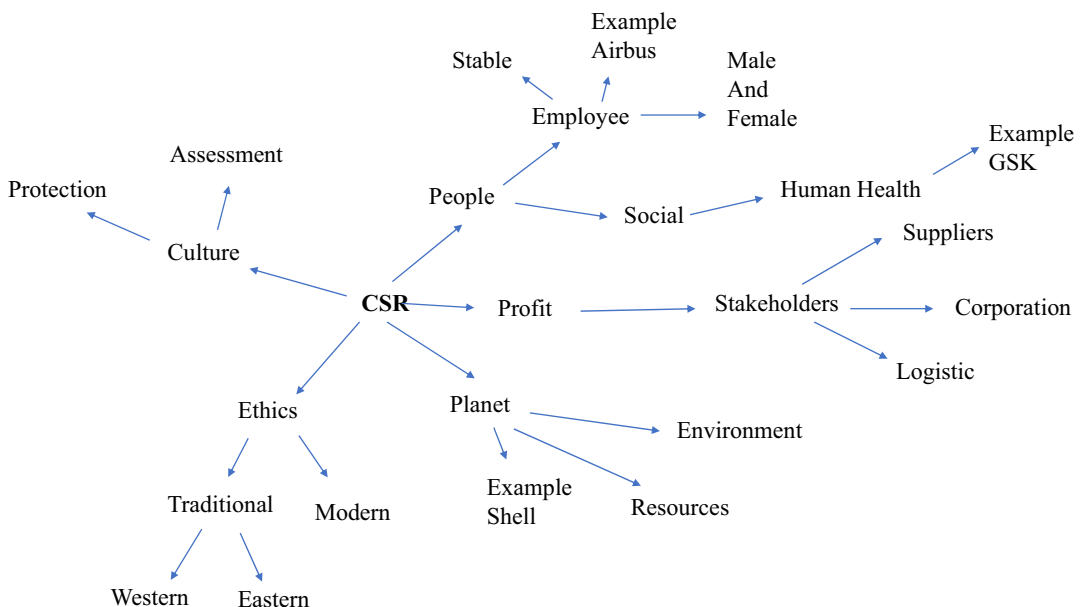 Example
Airbus
Stable
Male
And
Female
Employee
Example
GSK
Assessment
Protection
People
Human Health
Social
Suppliers
Culture
CSR
Profit
Stakeholders
Corporation
Logistic
Ethics
Planet
Environment
Example
Shell
Resources
Traditional
Modern
Western
Eastern